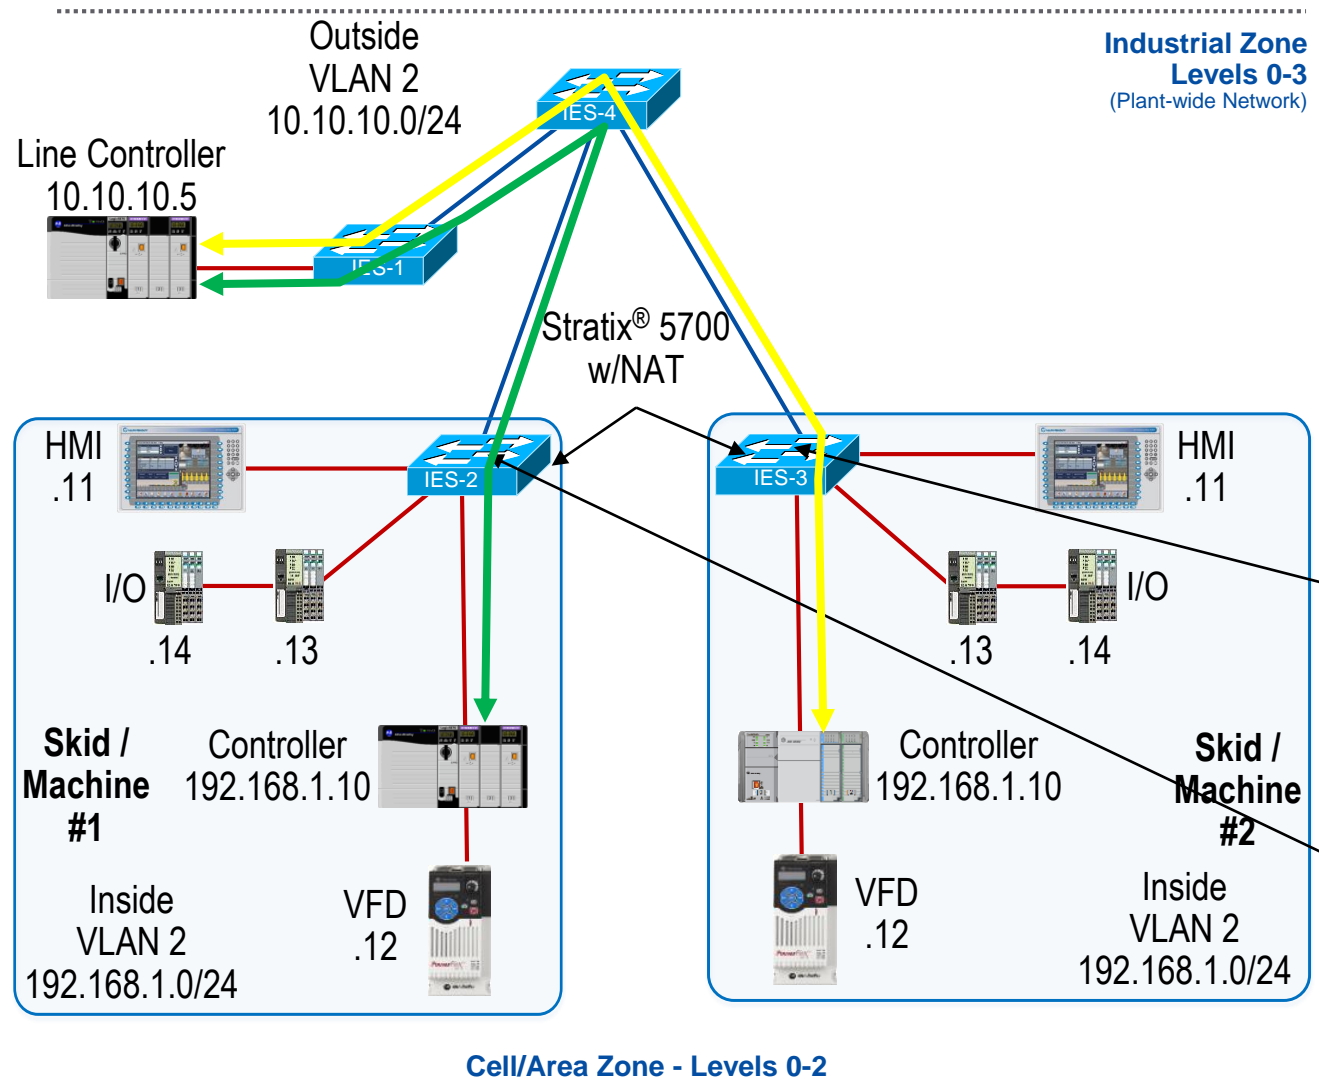 Industrial Zone
Levels 0-3
(Plant-wide Network)
Outside
VLAN 2
10.10.10.0/24
IES-4
Line Controller
10.10.10.5
IES-1
Stratix® 5700
w/NAT
HMI
.11
IES-2
I/O
.14
.13
Skid /
Machine
#1
Controller
192.168.1.10
Inside
VLAN 2
192.168.1.0/24
VFD
.12
IES-3
HMI
.11
I/O
.13
.14
Controller
192.168.1.10
Skid /
Machine
#2
VFD
.12
Inside
VLAN 2
192.168.1.0/24
Cell/Area Zone - Levels 0-2